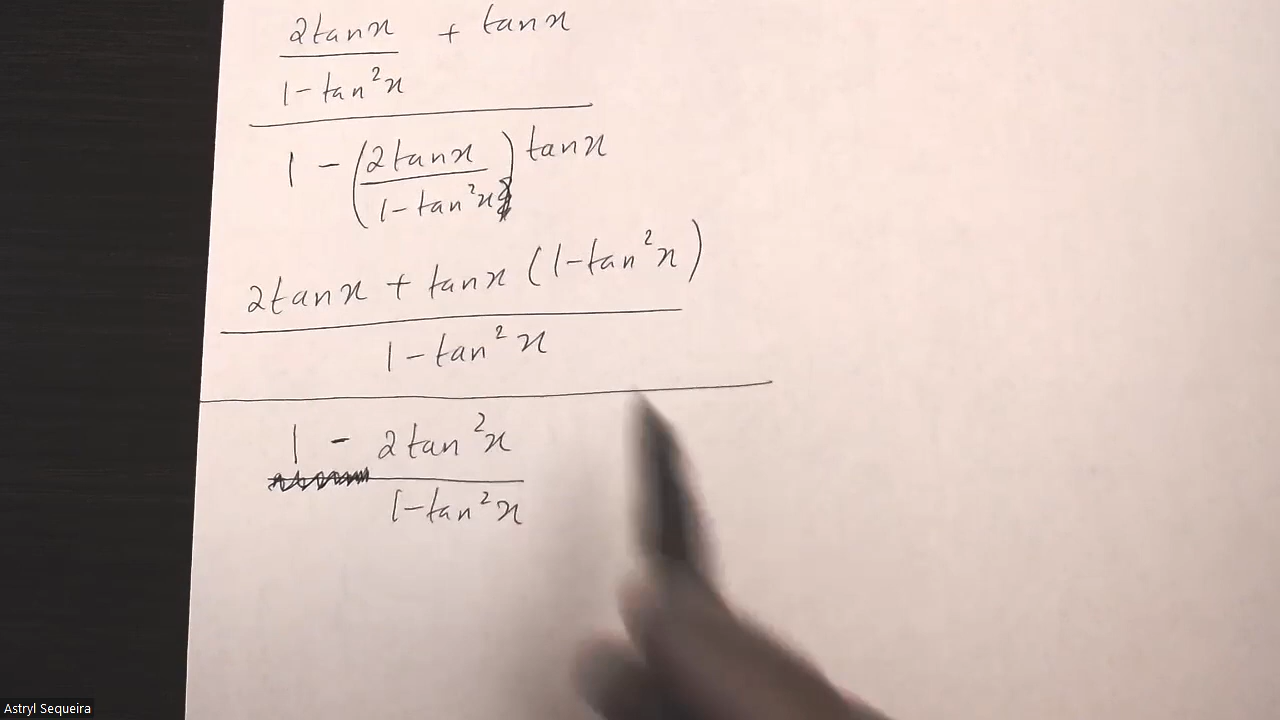 2tanx + tanx
1-tan²x
1 - (2tanx) tanx
1-tan²x
2tanx + tanx (1-tan²x)
1-tan²x
1 - 2tan²x
1-tan²x
Astryl Sequeira